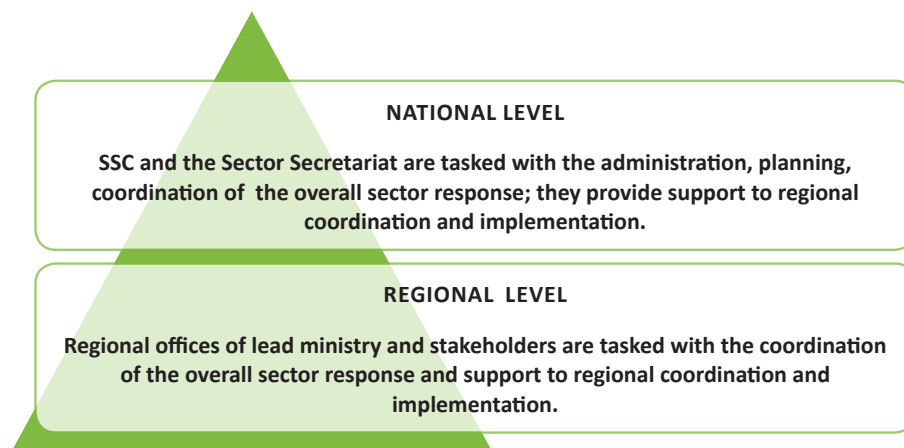 NATIONAL LEVEL
SSC and the Sector Secretariat are tasked with the administration, planning,
coordination of the overall sector response; they provide support to regional
coordination and implementation.
REGIONAL LEVEL
Regional offices of lead ministry and stakeholders are tasked with the coordination
of the overall sector response and support to regional coordination and
implementation.